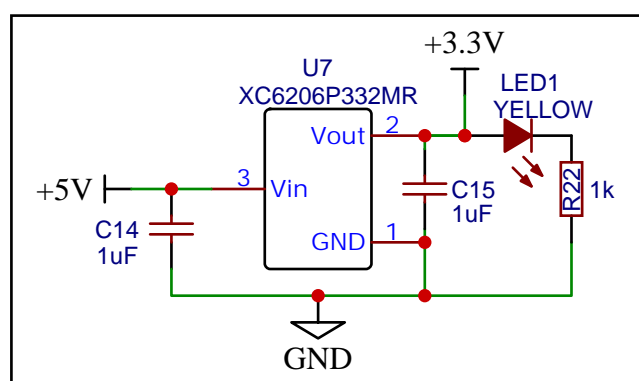 +3.3V
U7
XC6206P332MR
LED1
YELLOW
Vout
2
+5V
3
Vin
C15
1uF
R22
1k
C14
1uF
GND
1
GND